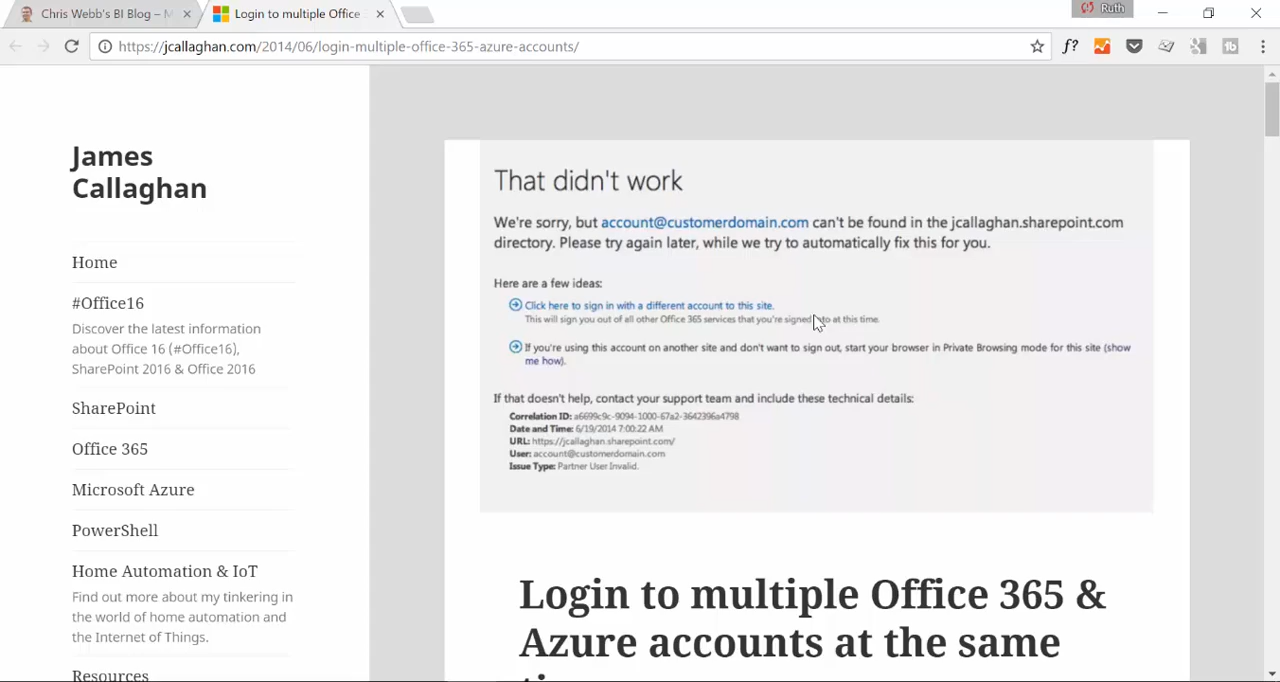 Chris Webb's BI Blog – M
Login to multiple Office
Ruth
https://jcallaghan.com/2014/06/login-multiple-office-365-azure-accounts/
f?
James
Callaghan
Home
#Office16
Discover the latest information
about Office 16 (#Office16),
SharePoint 2016 & Office 2016
SharePoint
Office 365
Microsoft Azure
PowerShell
Home Automation & IoT
Find out more about my tinkering in
the world of home automation and
the Internet of Things.
Resources
That didn't work
We're sorry, but account@customerdomain.com can't be found in the jcallaghan.sharepoint.com
directory. Please try again later, while we try to automatically fix this for you.
Here are a few ideas:
Click here to sign in with a different account to this site.
This will sign you out of all other Office 365 services that you're signed into at this time.
If you're using this account on another site and don't want to sign out, start your browser in Private Browsing mode for this site (show
me how).
If that doesn't help, contact your support team and include these technical details:
Correlation ID: a6699c9c-9094-1000-67a2-3642396a4798
Date and Time: 6/19/2014 7:00:22 AM
URL: https://jcallaghan.sharepoint.com/
User: account@customerdomain.com
Issue Type: Partner User Invalid.
Login to multiple Office 365 &
Azure accounts at the same